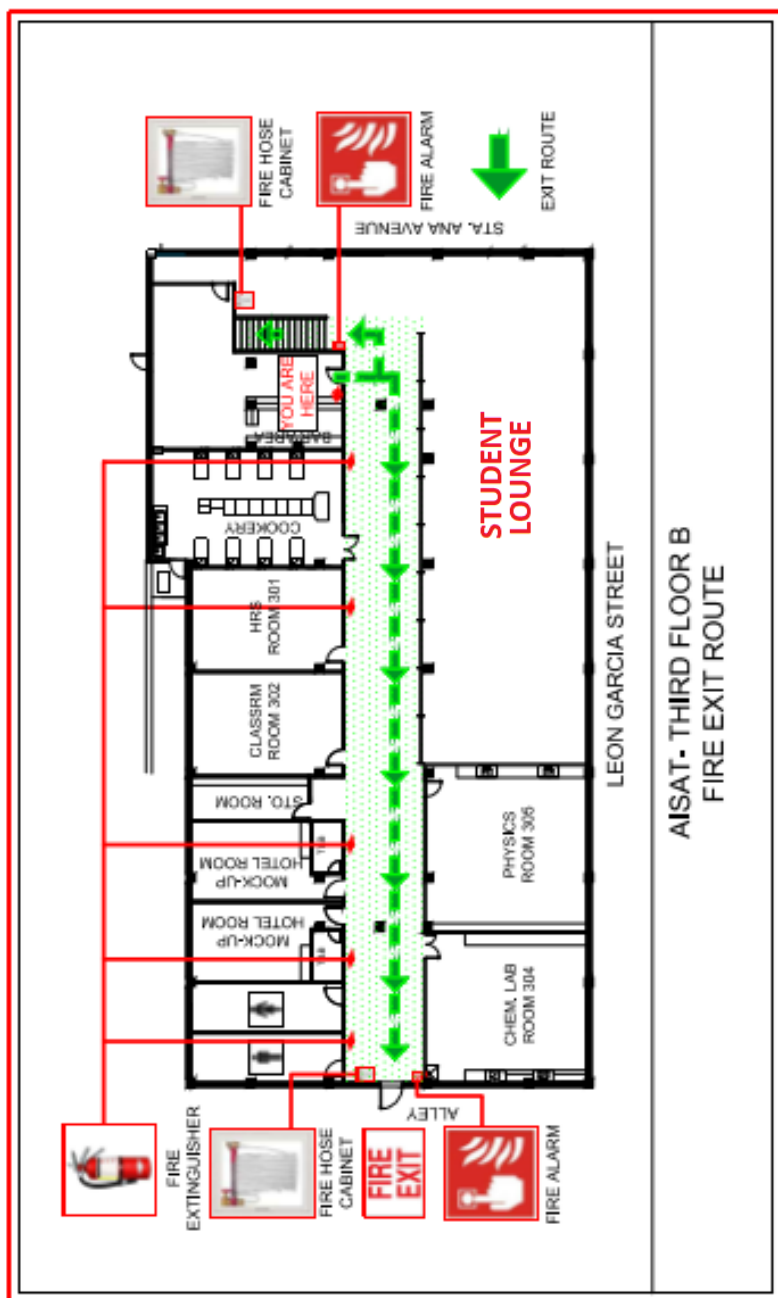 FIRE HOSE
CABINET
FIRE ALARM
EXIT ROUTE
STA. ANA AVENUE
YOU ARE
HERE
BAR AREA
COOKERY
HRS
ROOM 301
CLASSRM
ROOM 302
STO. ROOM
MOCK-UP
HOTEL ROOM
MOCK-UP
HOTEL ROOM
STUDENT
LOUNGE
PHYSICS
ROOM 305
CHEM. LAB
ROOM 304
ALLEY
FIRE
EXTINGUISHER
FIRE HOSE
CABINET
FIRE
EXIT
FIRE ALARM
LEON GARCIA STREET
AISAT- THIRD FLOOR B
FIRE EXIT ROUTE